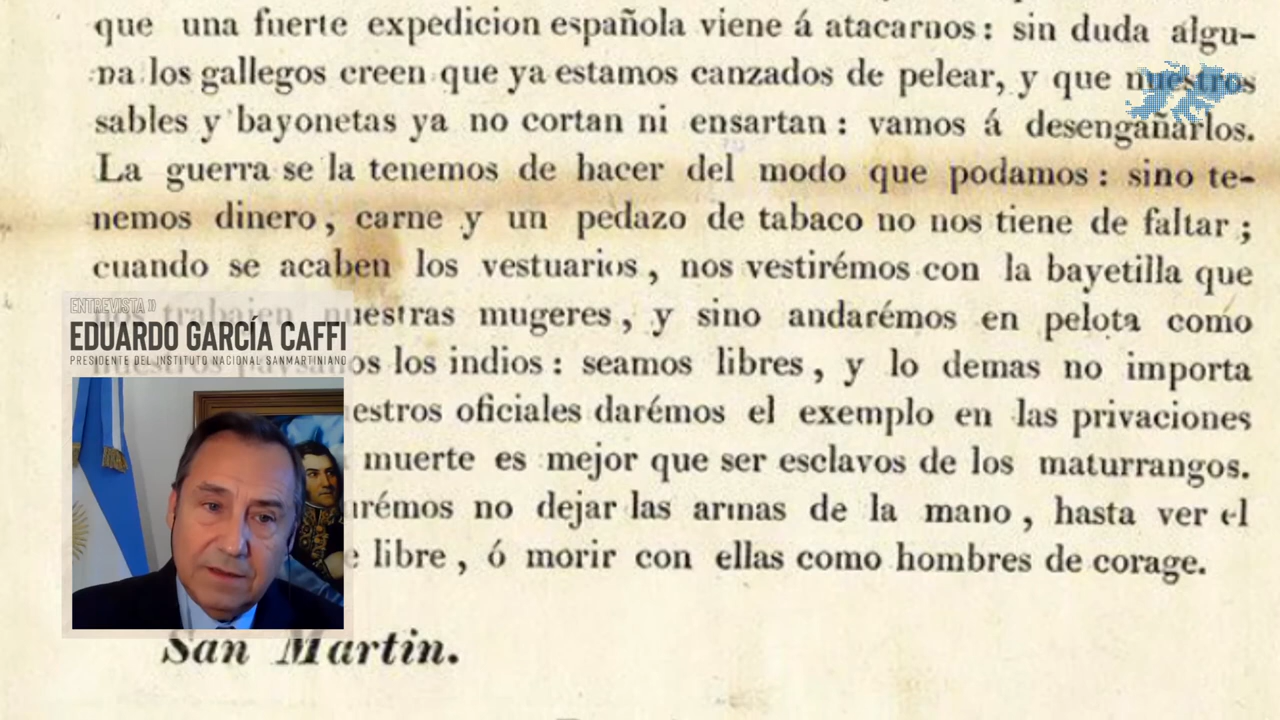 que una fuerte expedicion española viene á atacarnos: sin duda algu-
na los gallegos creen que ya estamos canzados de pelear, y que nuestros
sables y bayonetas ya no cortan ni ensartan: vamos á desengañarlos.
La guerra se la tenemos de hacer del modo que podamos: sino te-
nemos dinero, carne y un pedazo de tabaco no nos tiene de faltar;
cuando se acaben los vestuarios, nos vestirémos con la bayetilla que
trabajen nuestras mugeres, y sino andarémos en pelota como
nuestros paysanos los indios: seamos libres, y lo demas no importa
oficiales darémos el exemplo en las privaciones
muerte es mejor que ser esclavos de los maturrangos.
no dejar las armas de la mano, hasta ver el
libre, ó morir con ellas como hombres de corage.
San Martin.
ENTREVISTA »
EDUARDO GARCÍA CAFFI
PRESIDENTE DEL INSTITUTO NACIONAL SANMARTINIANO